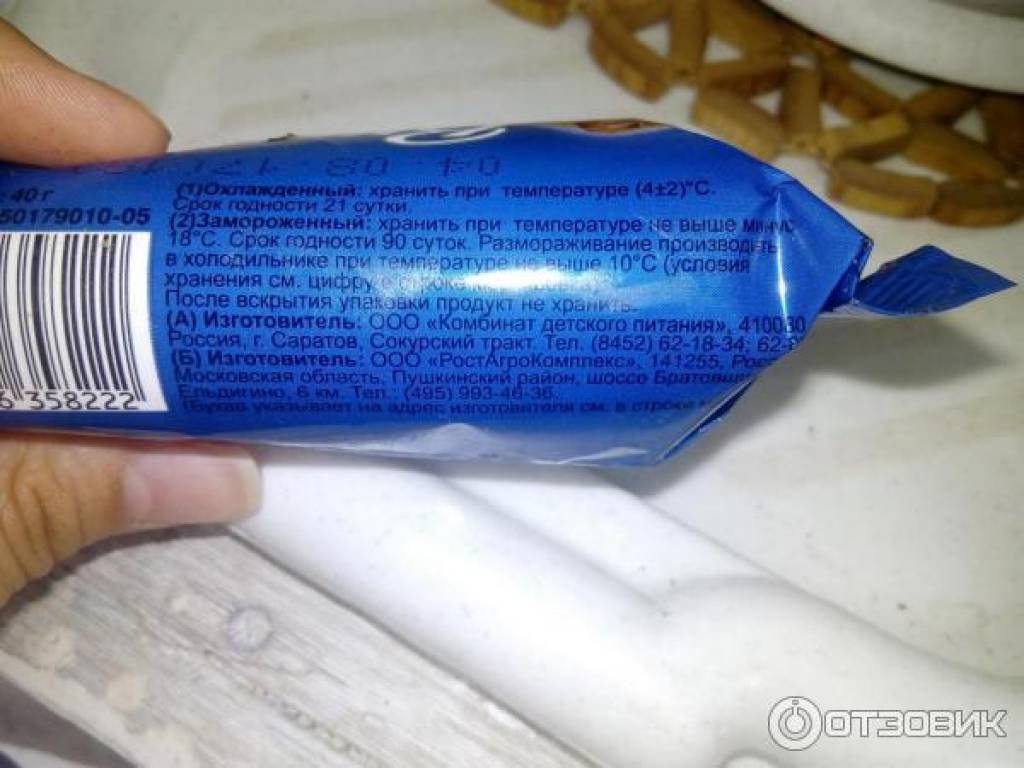 04 08 17
40 г
50179010-05
6 358222
(1)Охлажденный: хранить при температуре (4±2)°С.
Срок годности 21 сутки,
(2)Замороженный: хранить при температуре не выше минус
18°С. Срок годности 90 суток. Размораживание производить
в холодильнике при температуре не выше 10°С (условия
хранения см. цифру в строке
После вскрытия упаковки продукт не хранить.
(А) Изготовитель: ООО «Комбинат детского питания», 410080
Россия, г. Саратов, Сокурский тракт. Тел. (8452) 62-18-34; 62-
(Б) Изготовитель: ООО «РостАгроКомплекс», 141255,
Московская область, Пушкинский район, шоссо
Ельдигино, 6 км. Тел.: (495) 993-46-36.
(Буква указывает на адрес изготовителя см. в строке
ОТЗОВИК